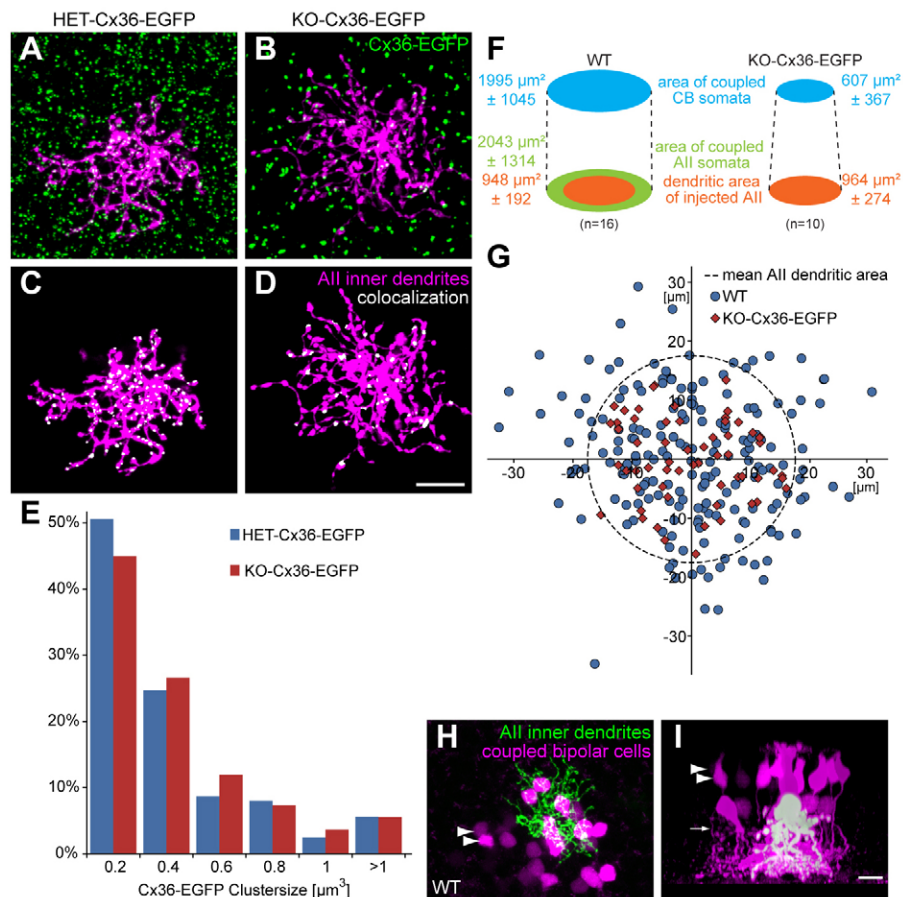 HET-Cx36-EGFP
KO-Cx36-EGFP
A
B
Cx36-EGFP
C
D
AII inner dendrites
colocalization
E
50%
40%
30%
20%
10%
0%
HET-Cx36-EGFP
KO-Cx36-EGFP
0.2 0.4 0.6 0.8 1 >1
Cx36-EGFP Clustersize [µm³]
F
WT
KO-Cx36-EGFP
1995 µm²
± 1045
area of coupled
CB somata
607 µm²
± 367
2043 µm²
± 1314
area of coupled
AII somata
948 µm²
± 192
dendritic area
of injected AII
964 µm²
± 274
(n=16)
(n=10)
G
30
[µm]
mean AII dendritic area
WT
KO-Cx36-EGFP
20
10
-30 -20 -10 10 20 30
[µm]
-10
-20
-30
H
AII inner dendrites
coupled bipolar cells
WT
I